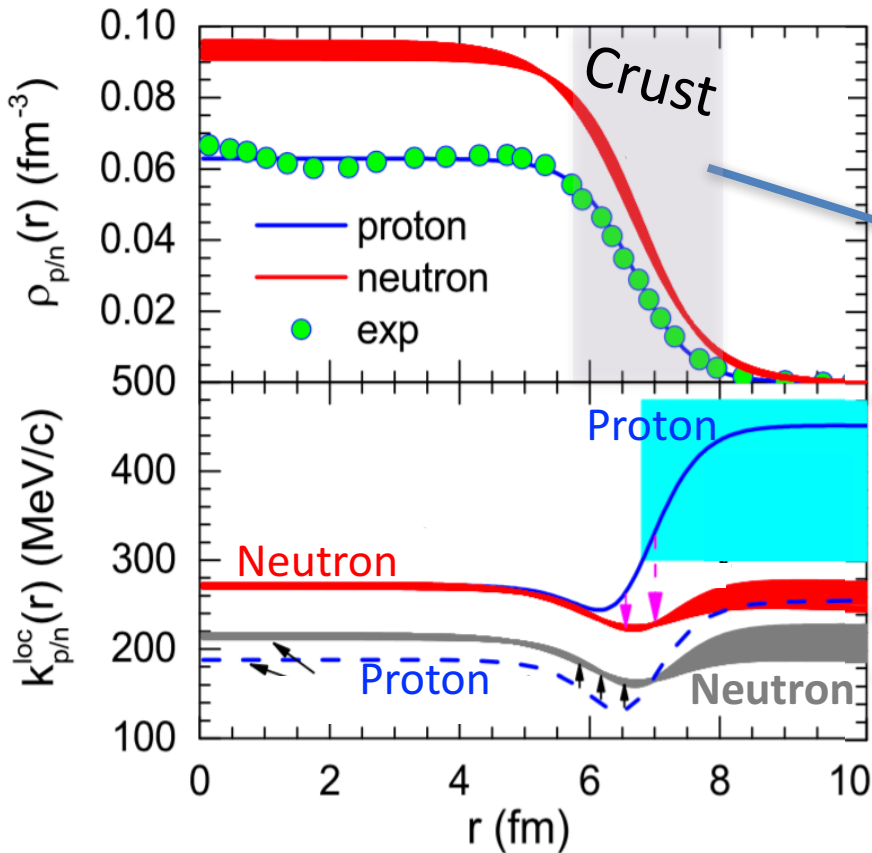 0.10
0.08
0.06
0.04
0.02
500
400
300
200
100
ρp/n(r) (fm-3)
Crust
proton
neutron
exp
k loc p/n(r) (MeV/c)
Proton
Neutron
Proton
Neutron
0 2 4 6 8 10
r (fm)